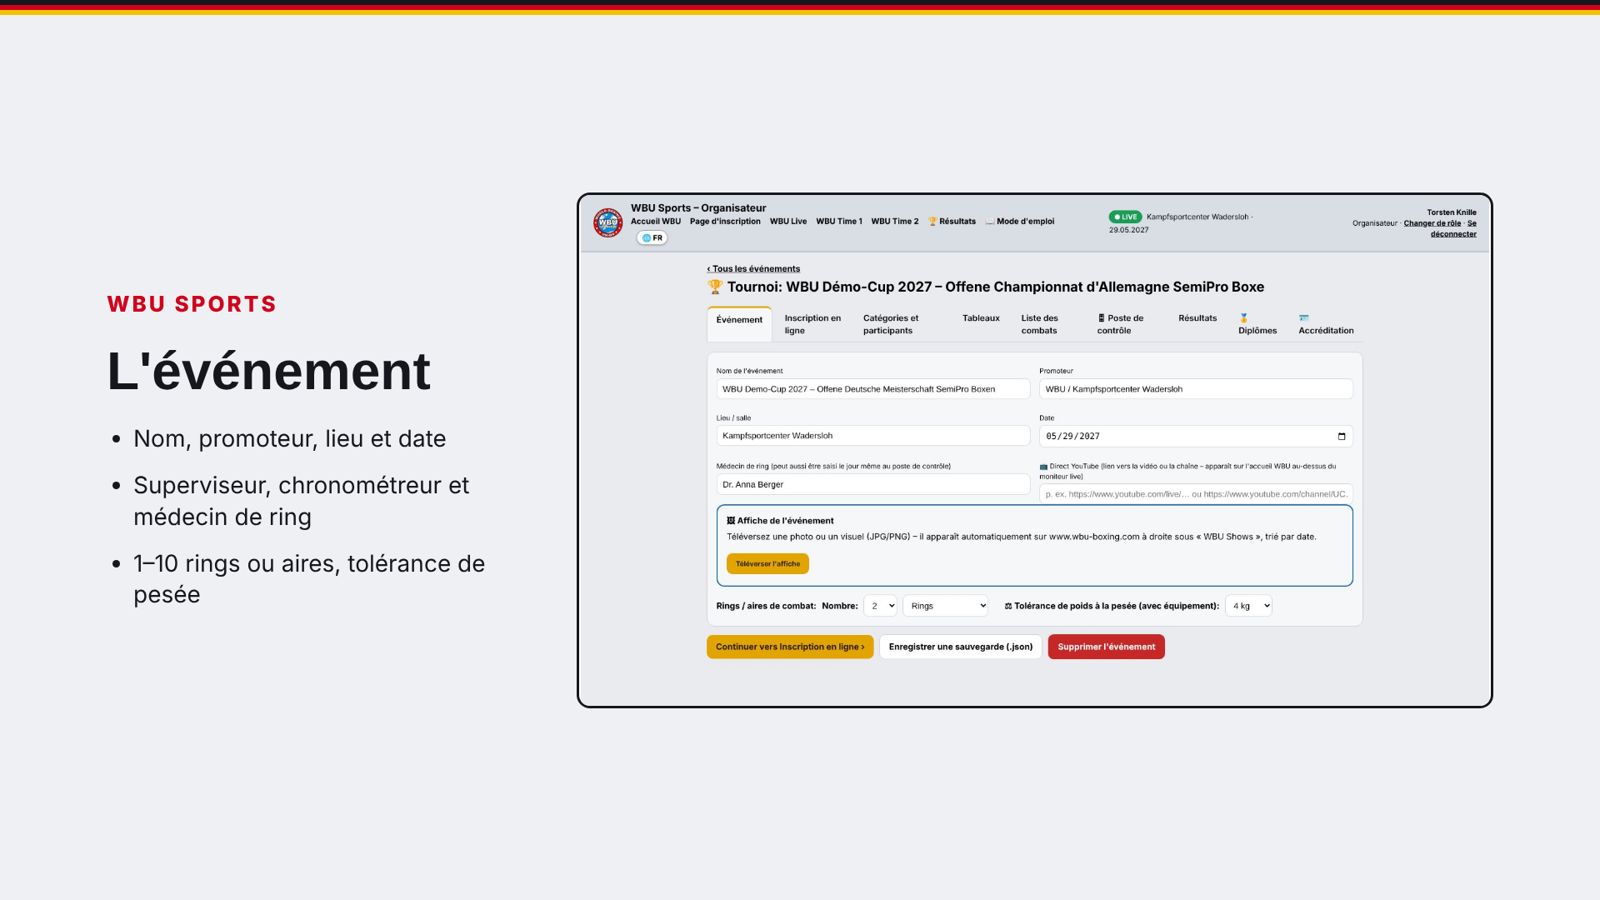 WBU SPORTS
L'événement
• Nom, promoteur, lieu et date
• Superviseur, chronométreur et
médecin de ring
• 1–10 rings ou aires, tolérance de
pesée
WBU Sports – Organisateur
Accueil WBU Page d'inscription WBU Live WBU Time 1 WBU Time 2 🏆 Résultats 📖 Mode d'emploi
🌐 FR
● LIVE Kampfsportcenter Wadersloh ·
29.05.2027
Torsten Knille
Organisateur · Changer de rôle · Se
déconnecter
‹ Tous les événements
🏆 Tournoi: WBU Démo-Cup 2027 – Offene Championnat d'Allemagne SemiPro Boxe
Événement
Inscription en
ligne
Catégories et
participants
Tableaux
Liste des
combats
Poste de
contrôle
Résultats
🏅
Diplômes
🪪
Accréditation
Nom de l'événement
WBU Demo-Cup 2027 – Offene Deutsche Meisterschaft SemiPro Boxen
Promoteur
WBU / Kampfsportcenter Wadersloh
Lieu / salle
Kampfsportcenter Wadersloh
Date
05/29/2027
Médecin de ring (peut aussi être saisi le jour même au poste de contrôle)
Dr. Anna Berger
📺 Direct YouTube (lien vers la vidéo ou la chaîne – apparaît sur l'accueil WBU au-dessus du
moniteur live)
p. ex. https://www.youtube.com/live/… ou https://www.youtube.com/channel/UC.
🖼 Affiche de l'événement
Téléversez une photo ou un visuel (JPG/PNG) – il apparaît automatiquement sur www.wbu-boxing.com à droite sous « WBU Shows », trié par date.
Téléverser l'affiche
Rings / aires de combat: Nombre: 2 Rings ⚖ Tolérance de poids à la pesée (avec équipement): 4 kg
Continuer vers Inscription en ligne › Enregistrer une sauvegarde (.json) Supprimer l'événement